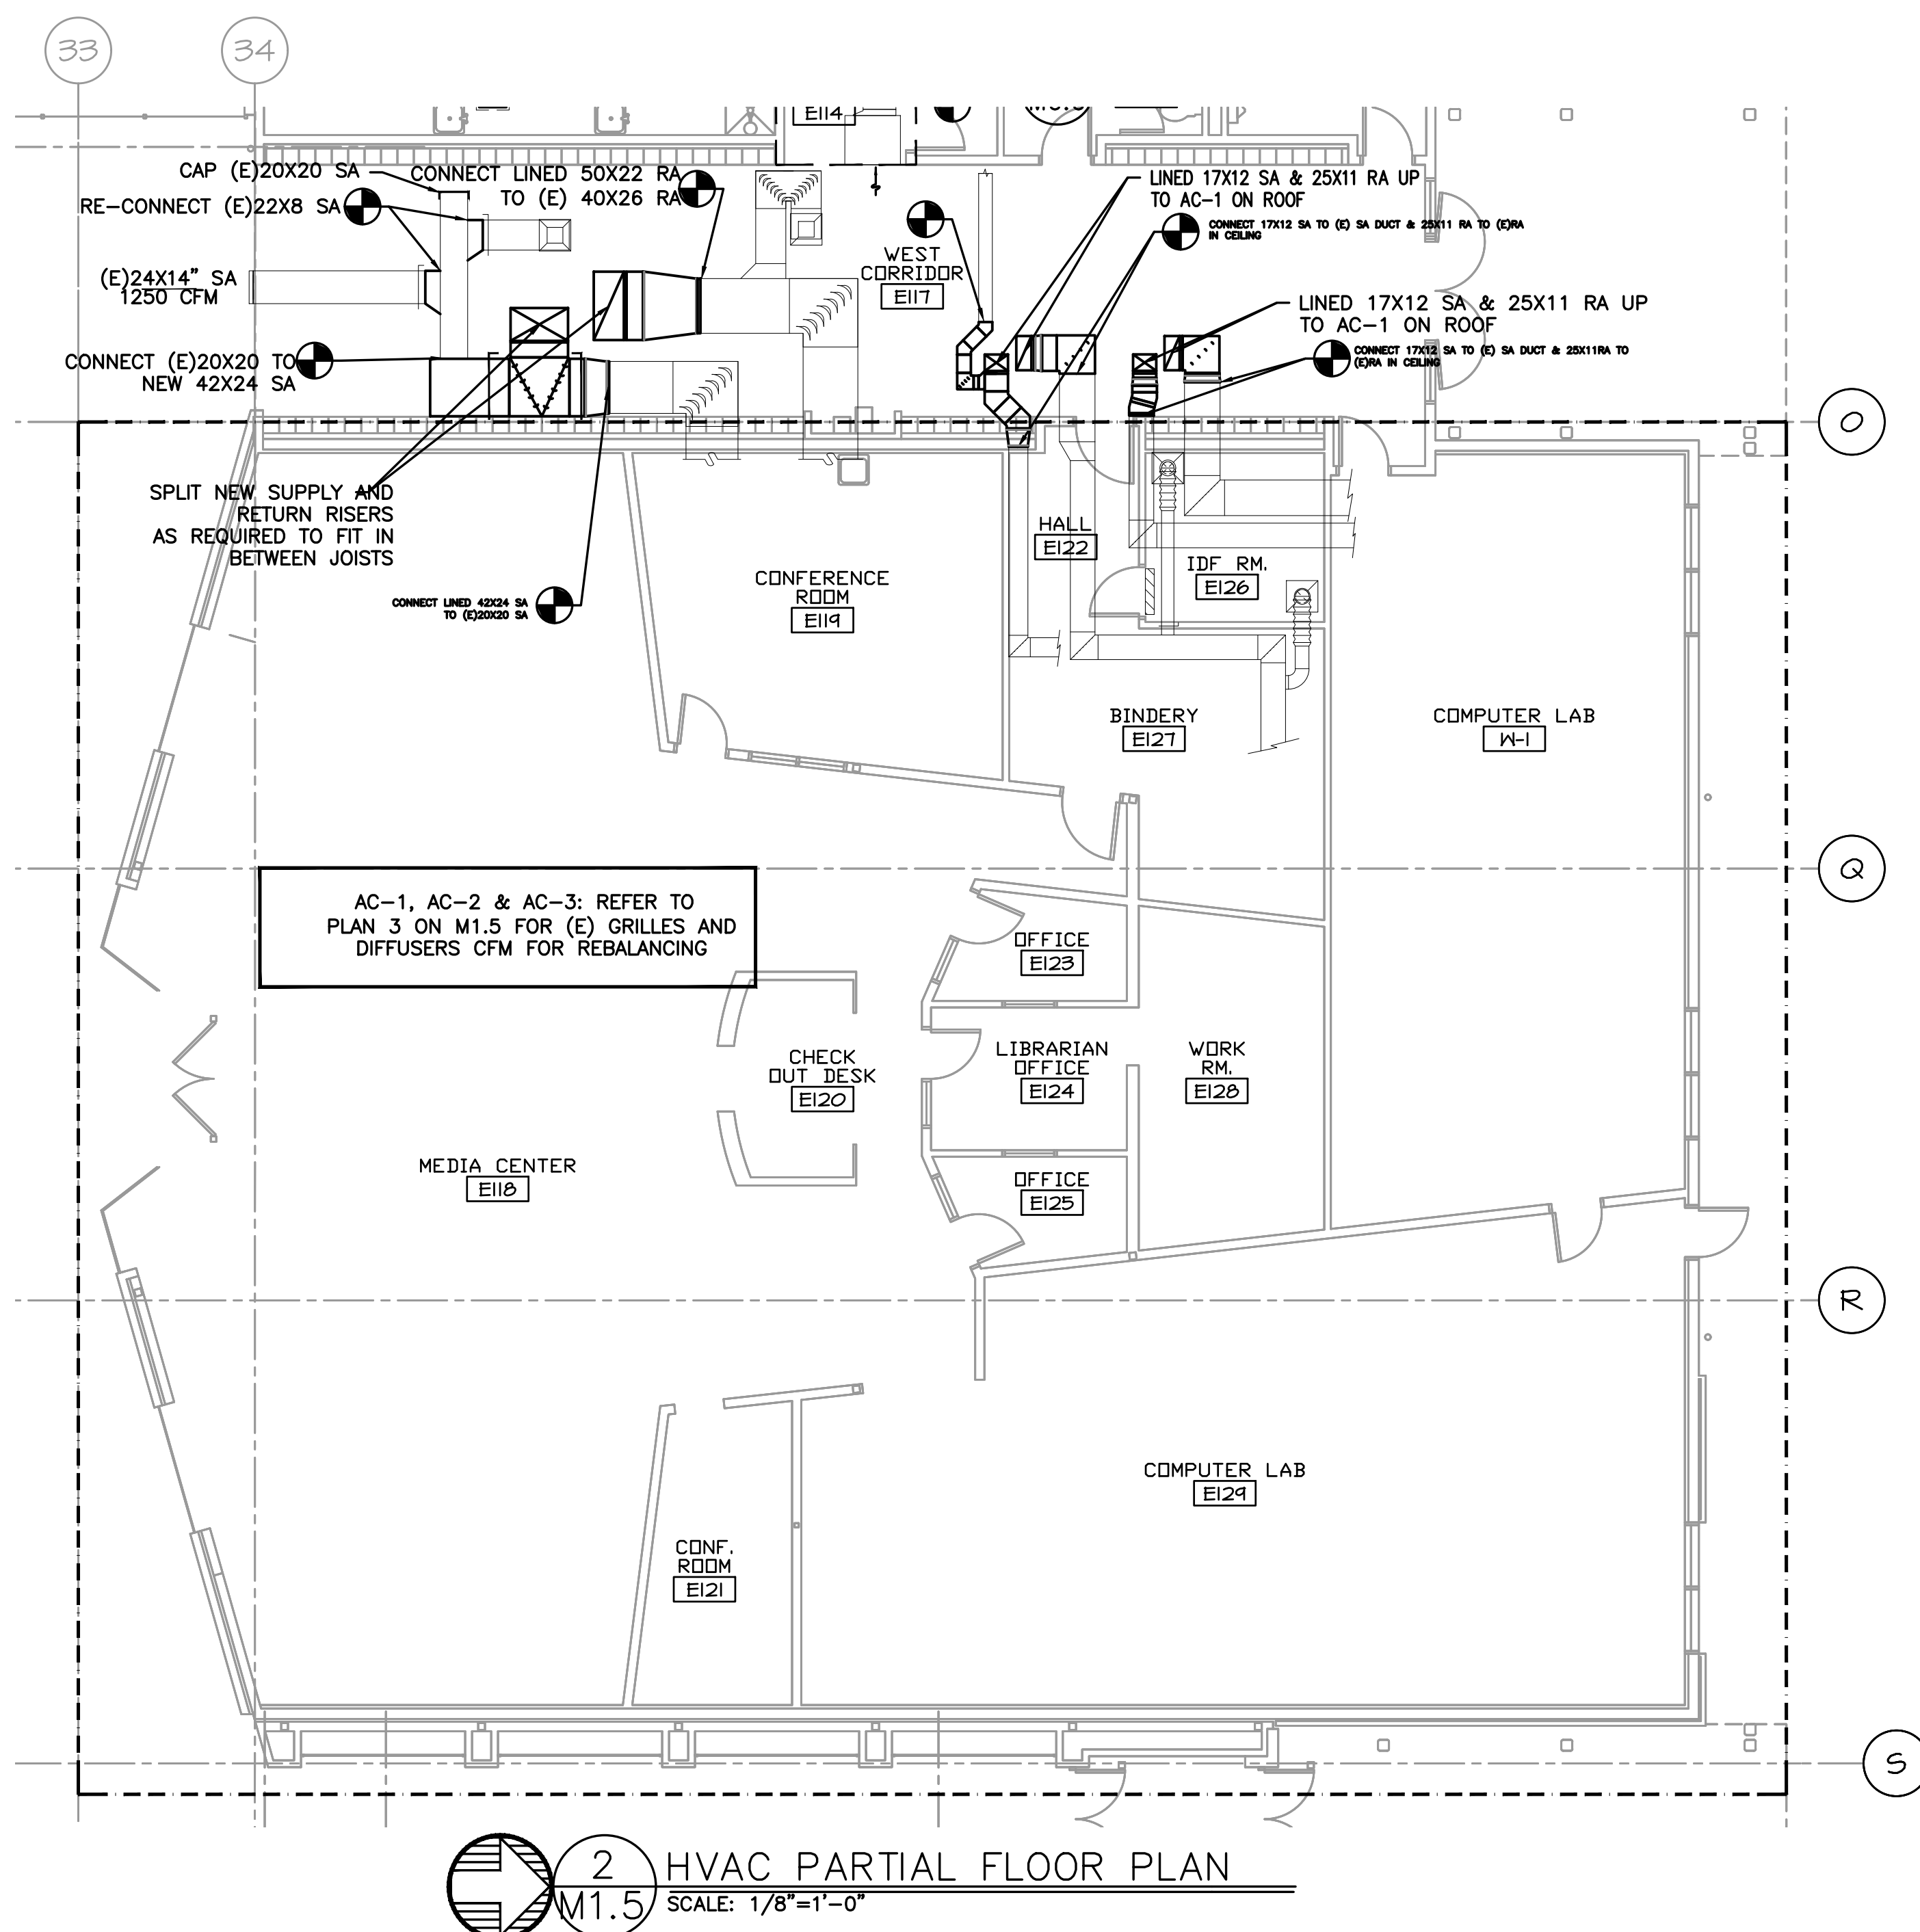 33
34
E114
CAP (E)20X20 SA
CONNECT LINED 50X22 RA
TO (E) 40X26 RA
RE-CONNECT (E)22X8 SA
(E)24X14" SA
1250 CFM
CONNECT (E)20X20 TO
NEW 42X24 SA
WEST
CORRIDOR
E117
LINED 17X12 SA & 25X11 RA UP
TO AC-1 ON ROOF
CONNECT 17X12 SA TO (E) SA DUCT & 25X11 RA TO (E)RA
IN CEILING
LINED 17X12 SA & 25X11 RA UP
TO AC-1 ON ROOF
CONNECT 17X12 SA TO (E) SA DUCT & 25X11RA TO
(E)RA IN CEILING
O
SPLIT NEW SUPPLY AND
RETURN RISERS
AS REQUIRED TO FIT IN
BETWEEN JOISTS
CONNECT LINED 42X24 SA
TO (E)20X20 SA
CONFERENCE
ROOM
E119
HALL
E122
IDF RM.
E126
BINDERY
E127
COMPUTER LAB
W-1
Q
AC-1, AC-2 & AC-3: REFER TO
PLAN 3 ON M1.5 FOR (E) GRILLES AND
DIFFUSERS CFM FOR REBALANCING
OFFICE
E123
CHECK
OUT DESK
E120
LIBRARIAN
OFFICE
E124
WORK
RM.
E128
MEDIA CENTER
E118
OFFICE
E125
R
COMPUTER LAB
E129
CONF.
ROOM
E121
S
2
M1.5
HVAC PARTIAL FLOOR PLAN
SCALE: 1/8"=1'-0"